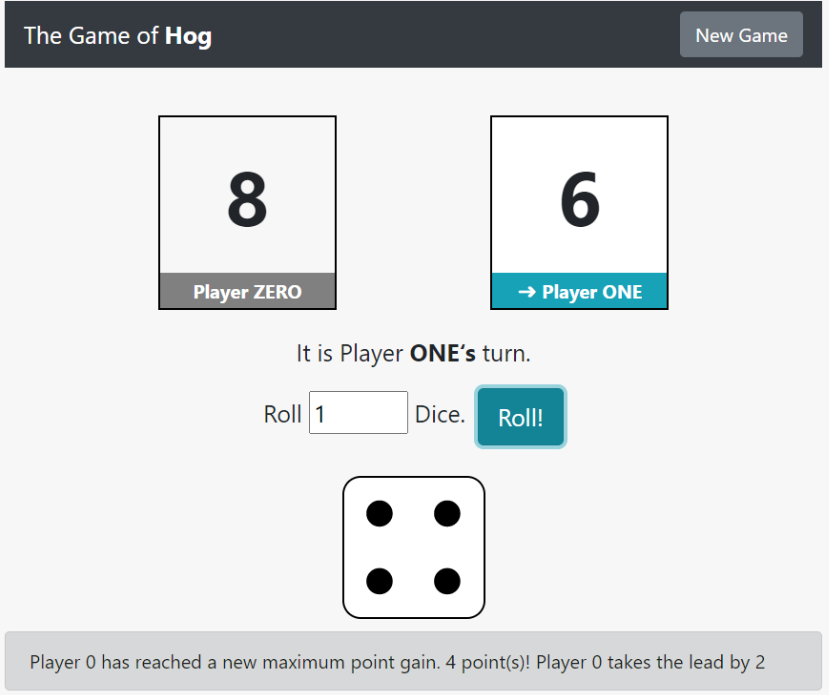 The Game of Hog
New Game
8
6
Player ZERO
➔ Player ONE
It is Player ONE‘s turn.
Roll 1 Dice. Roll!
Player 0 has reached a new maximum point gain. 4 point(s)! Player 0 takes the lead by 2